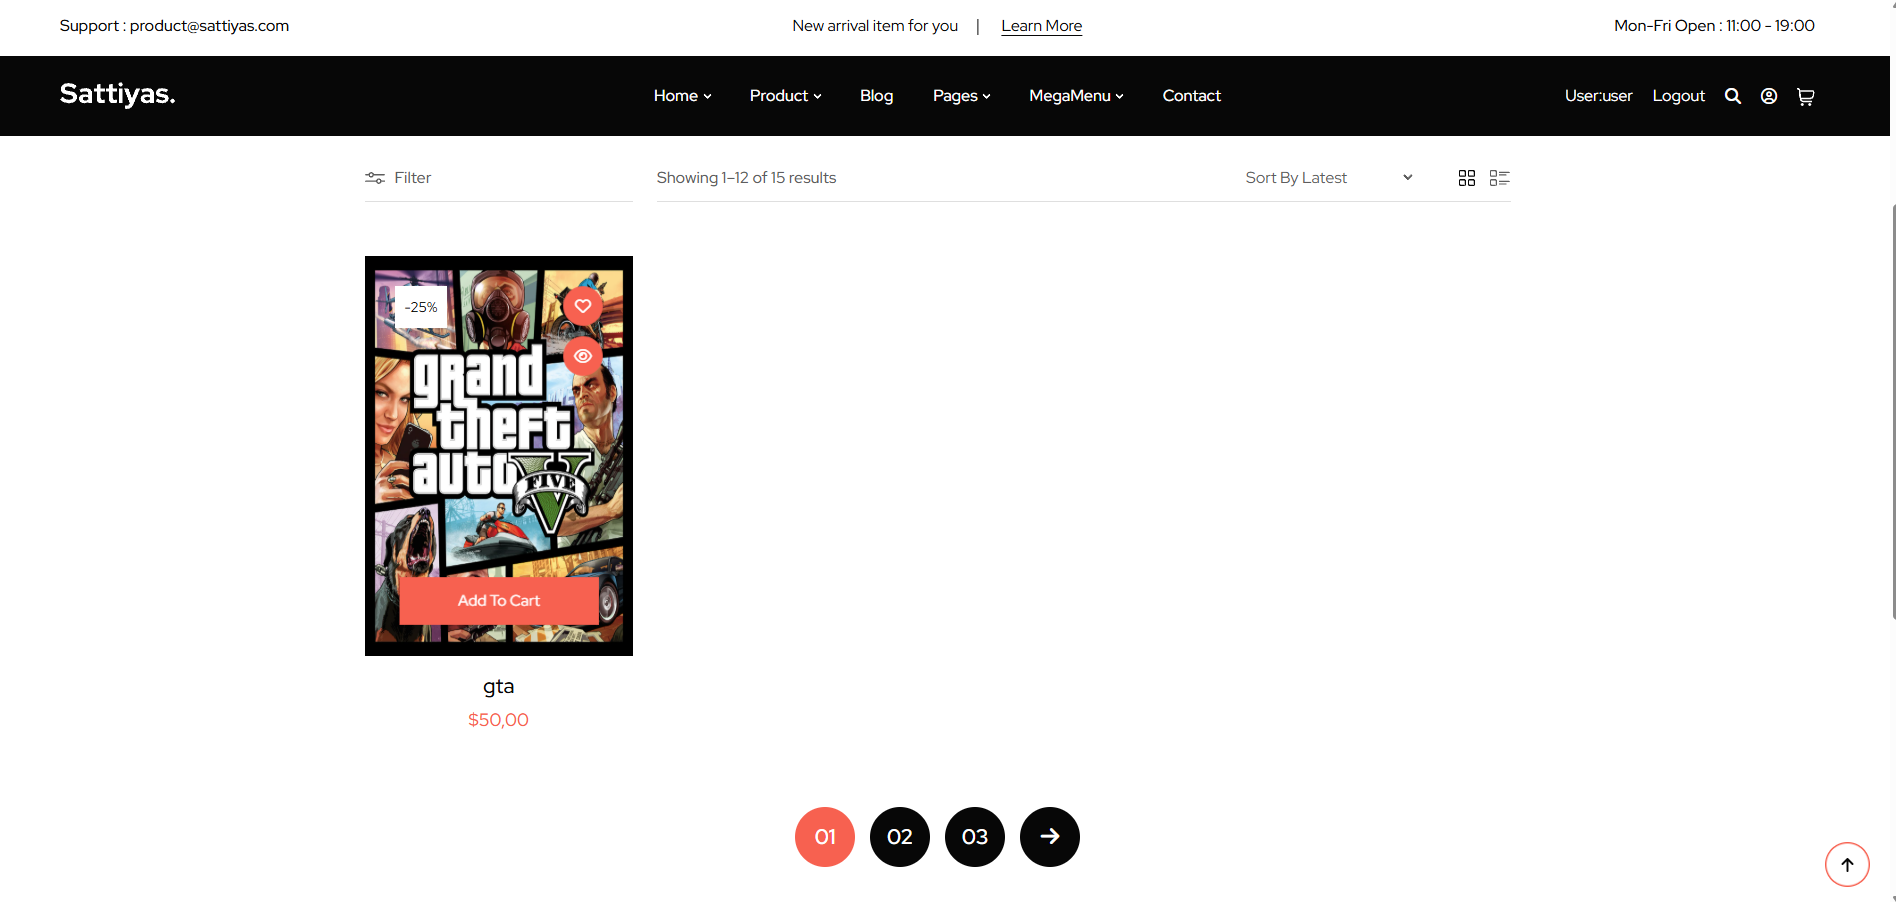 Support : product@sattiyas.com
New arrival item for you | Learn More
Mon-Fri Open : 11:00 - 19:00
Sattiyas.
Home
Product
Blog
Pages
MegaMenu
Contact
User:user
Logout
Filter
Showing 1–12 of 15 results
Sort By Latest
-25%
grand
theft
auto V
FIVE
Add To Cart
gta
$50,00
01
02
03